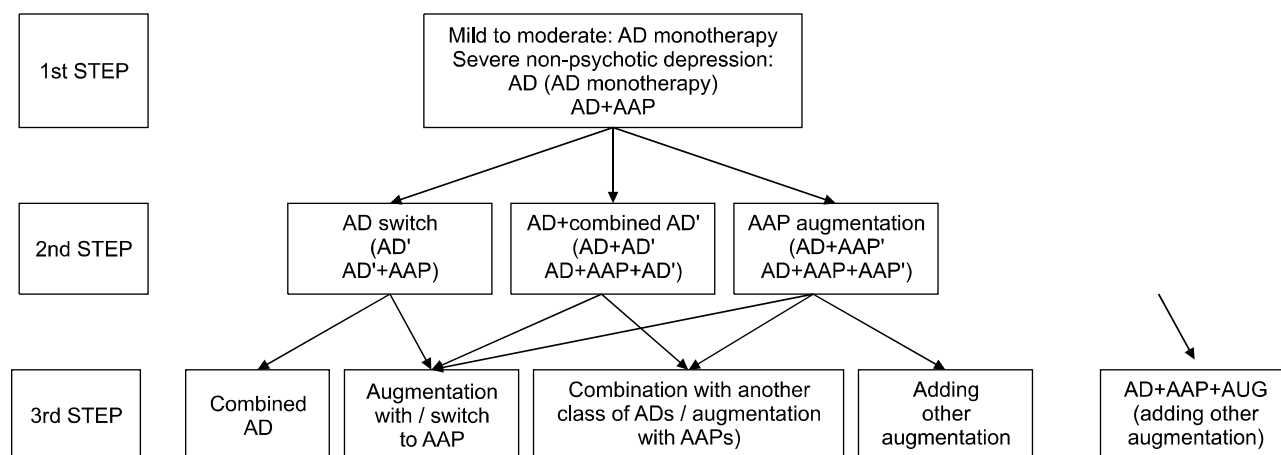 1st STEP
Mild to moderate: AD monotherapy
Severe non-psychotic depression:
AD (AD monotherapy)
AD+AAP
2nd STEP
AD switch
(AD'
AD'+AAP)
AD+combined AD'
(AD+AD'
AD+AAP+AD')
AAP augmentation
(AD+AAP'
AD+AAP+AAP')
3rd STEP
Combined
AD
Augmentation
with / switch
to AAP
Combination with another
class of ADs / augmentation
with AAPs)
Adding
other
augmentation
AD+AAP+AUG
(adding other
augmentation)